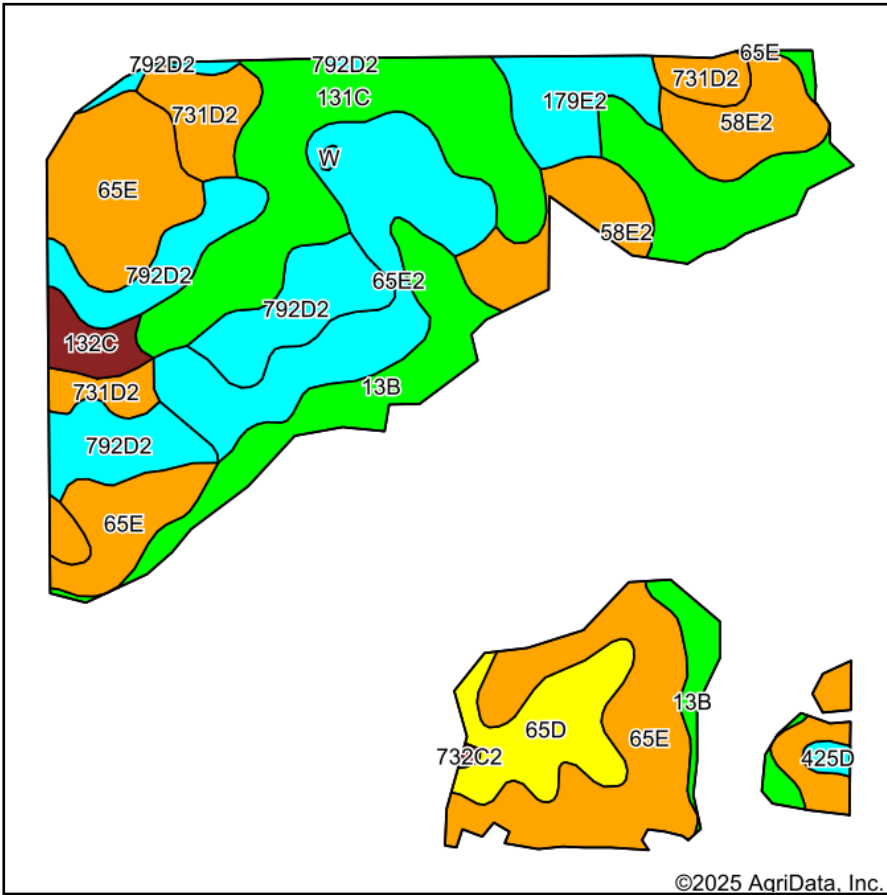 65E
792D2
792D2
731D2
131C
179E2
731D2
58E2
W
65E
58E2
792D2
65E2
792D2
132C
13B
731D2
792D2
65E
13B
65D
65E
732C2
425D
©2025 AgriData, Inc.